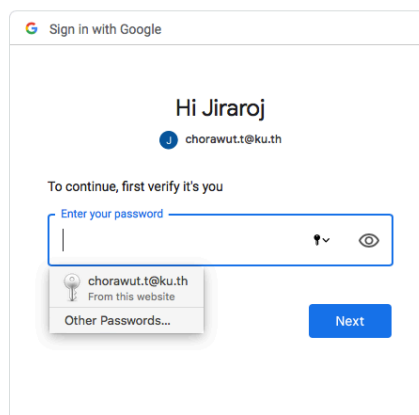 Sign in with Google
Hi Jiraroj
J chorawut.t@ku.th
To continue, first verify it's you
Enter your password
chorawut.t@ku.th
From this website
Other Passwords...
Next